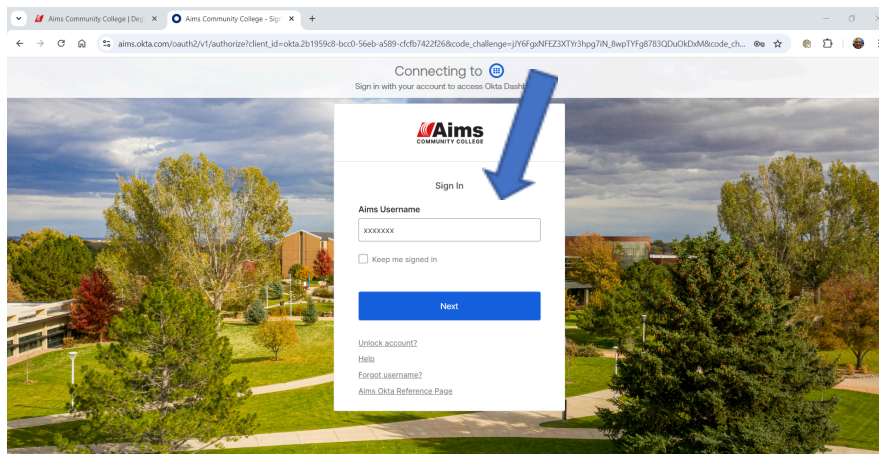 Aims Community College | Deg
Aims Community College - Sig
aims.okta.com/oauth2/v1/authorize?client_id=okta.2b1959c8-bcc0-56eb-a589-cfcfb7422f26&code_challenge=jJY6FgxNFEZ3XTYr3hpg7iN_8wpTYFg8783QDuOkDxM&code_ch...
Connecting to
Sign in with your account to access Okta Dash
Aims
COMMUNITY COLLEGE
Sign In
Aims Username
xxxxxxx
Keep me signed in
Next
Unlock account?
Help
Forgot username?
Aims Okta Reference Page